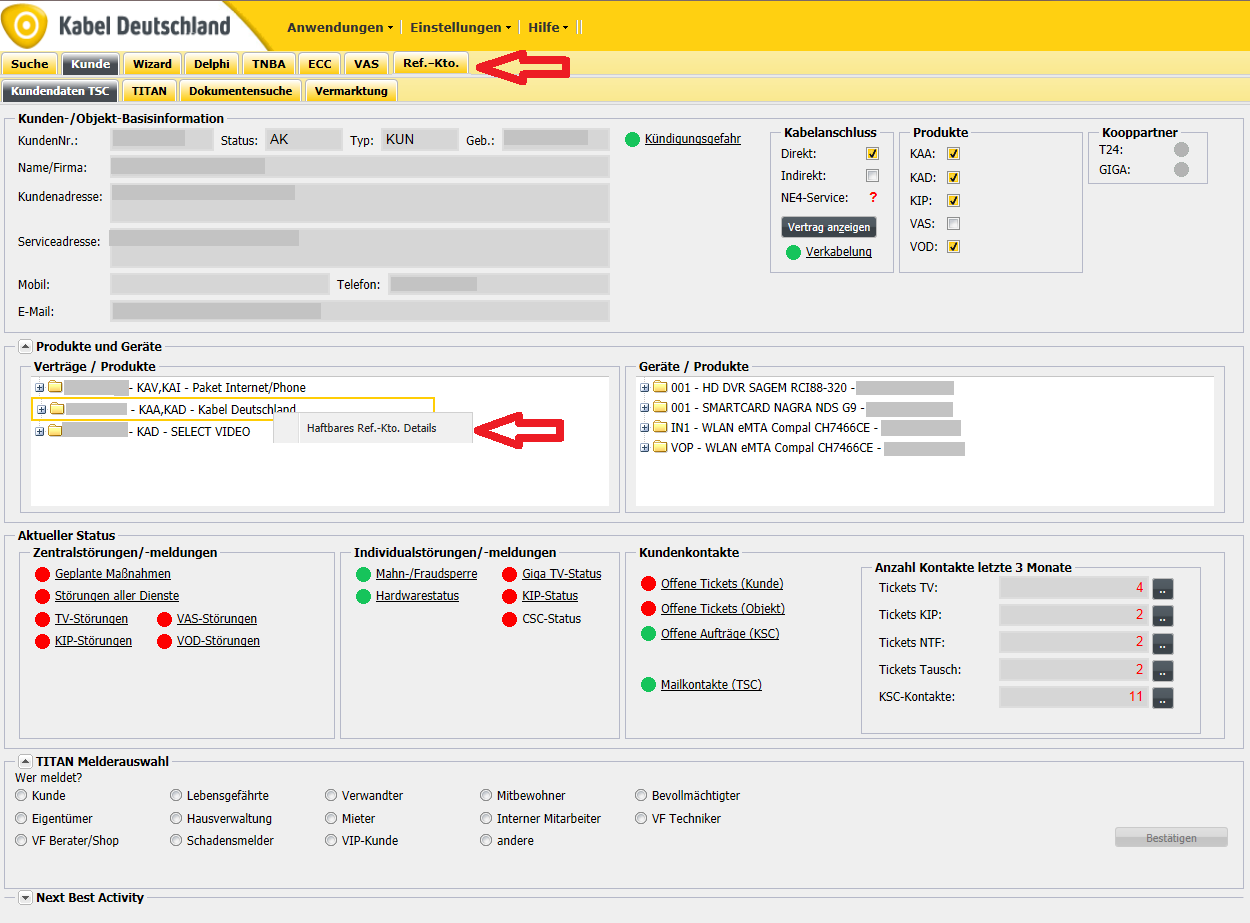 Kabel Deutschland
Anwendungen Einstellungen Hilfe
Suche Kunde Wizard Delphi TNBA ECC VAS Ref.-Kto.
Kundendaten TSC TITAN Dokumentensuche Vermarktung
Kunden-/Objekt-Basisinformation
KundenNr.: Status: AK Typ: KUN Geb.: Kündigungsgefahr
Name/Firma:
Kundenadresse:
Serviceadresse:
Mobil: Telefon:
E-Mail:
Kabelanschluss
Direkt:
Indirekt:
NE4-Service: ?
Vertrag anzeigen
Verkabelung
Produkte
KAA:
KAD:
KIP:
VAS:
VOD:
Kooppartner
T24:
GIGA:
Produkte und Geräte
Verträge / Produkte
- KAV,KAI - Paket Internet/Phone
- KAA,KAD - Kabel Deutschland
- KAD - SELECT VIDEO
Haftbares Ref.-Kto. Details
Geräte / Produkte
001 - HD DVR SAGEM RCI88-320 -
001 - SMARTCARD NAGRA NDS G9 -
IN1 - WLAN eMTA Compal CH7466CE -
VOP - WLAN eMTA Compal CH7466CE -
Aktueller Status
Zentralstörungen/-meldungen
Geplante Maßnahmen
Störungen aller Dienste
TV-Störungen VAS-Störungen
KIP-Störungen VOD-Störungen
Individualstörungen/-meldungen
Mahn-/Fraudsperre Giga TV-Status
Hardwarestatus KIP-Status
CSC-Status
Kundenkontakte
Offene Tickets (Kunde)
Offene Tickets (Objekt)
Offene Aufträge (KSC)
Mailkontakte (TSC)
Anzahl Kontakte letzte 3 Monate
Tickets TV: 4 ..
Tickets KIP: 2 ..
Tickets NTF: 2 ..
Tickets Tausch: 2 ..
KSC-Kontakte: 11 ..
TITAN Melderauswahl
Wer meldet?
Kunde Lebensgefährte Verwandter Mitbewohner Bevollmächtigter
Eigentümer Hausverwaltung Mieter Interner Mitarbeiter VF Techniker
VF Berater/Shop Schadensmelder VIP-Kunde andere
Bestätigen
Next Best Activity